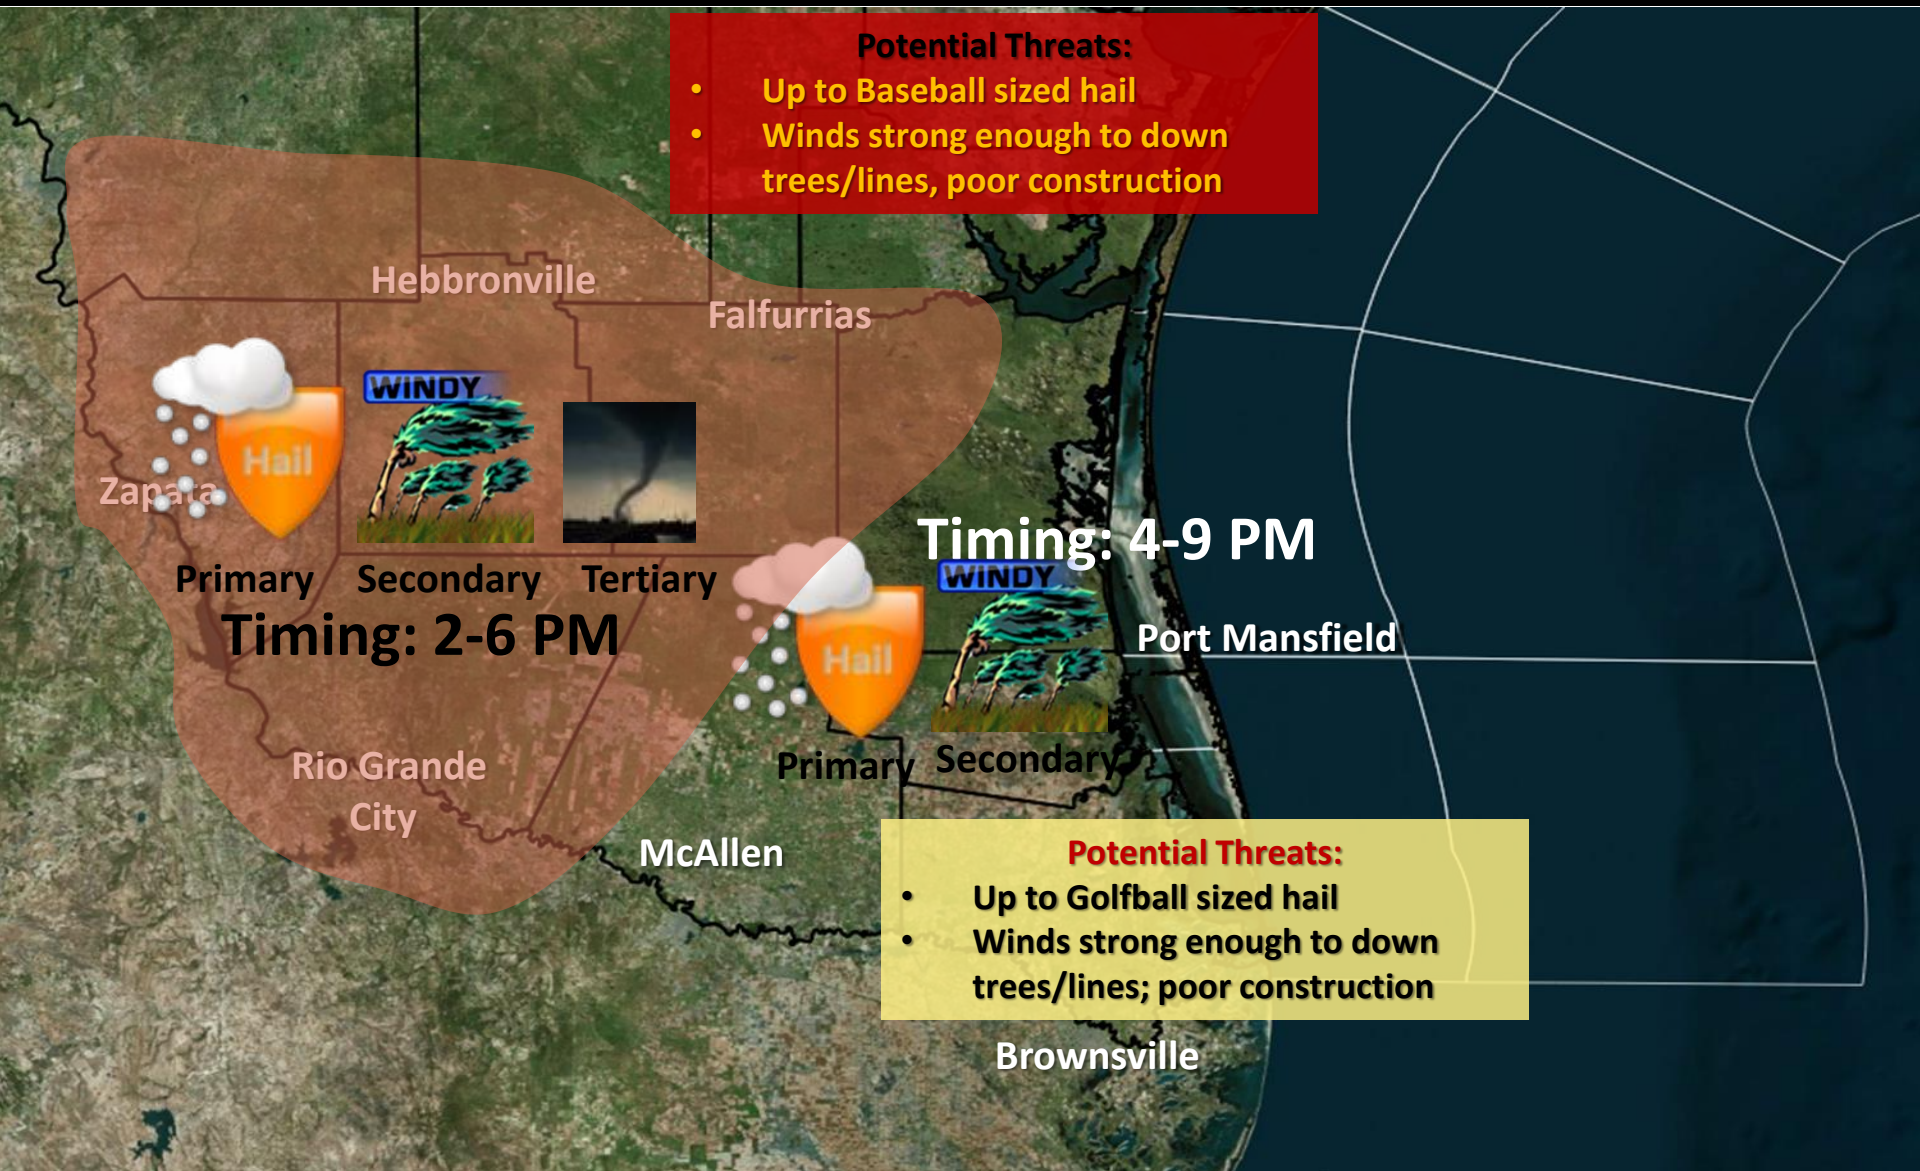 Potential Threats:
• Up to Baseball sized hail
• Winds strong enough to down
trees/lines, poor construction
Hebbronville
Falfurrias
WINDY
Hail
Zapata
Primary
Secondary
Tertiary
Timing: 2-6 PM
Timing: 4-9 PM
WINDY
Hail
Port Mansfield
Primary
Secondary
Rio Grande
City
McAllen
Potential Threats:
• Up to Golfball sized hail
• Winds strong enough to down
trees/lines; poor construction
Brownsville